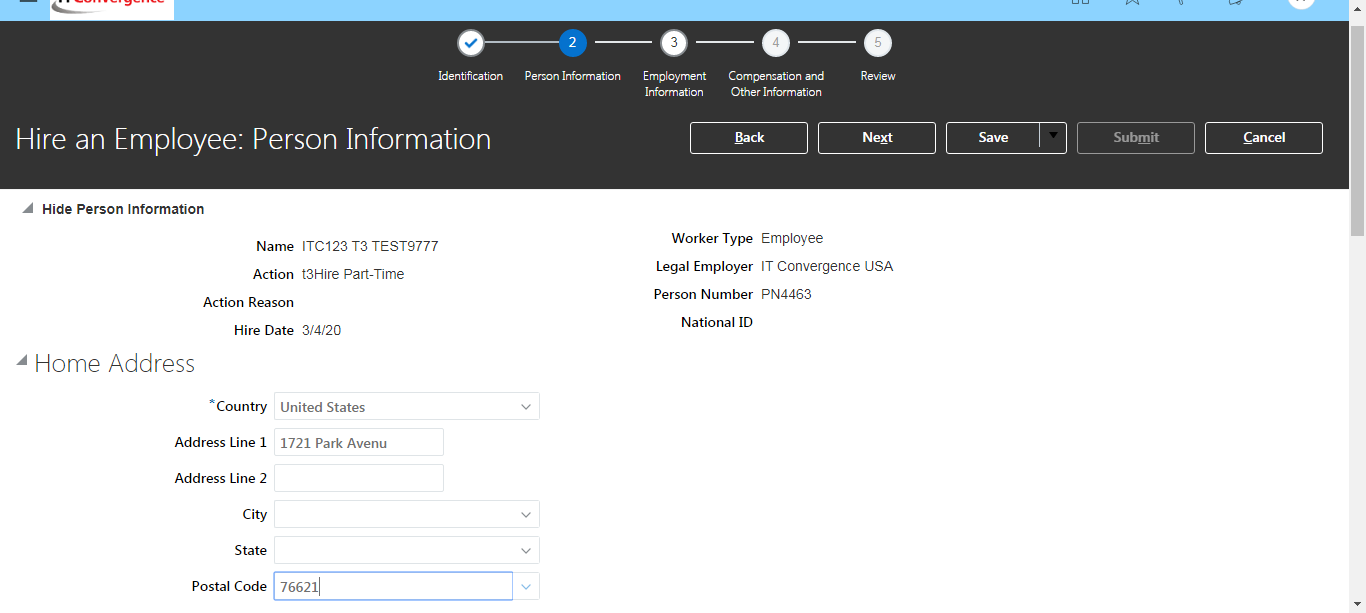 IT Convergence
2 3 4 5
Identification Person Information Employment Information Compensation and Other Information Review
Hire an Employee: Person Information
Back Next Save Submit Cancel
Hide Person Information
Name ITC123 T3 TEST9777
Action t3Hire Part-Time
Action Reason
Hire Date 3/4/20
Worker Type Employee
Legal Employer IT Convergence USA
Person Number PN4463
National ID
Home Address
*Country United States
Address Line 1 1721 Park Avenu
Address Line 2
City
State
Postal Code 76621